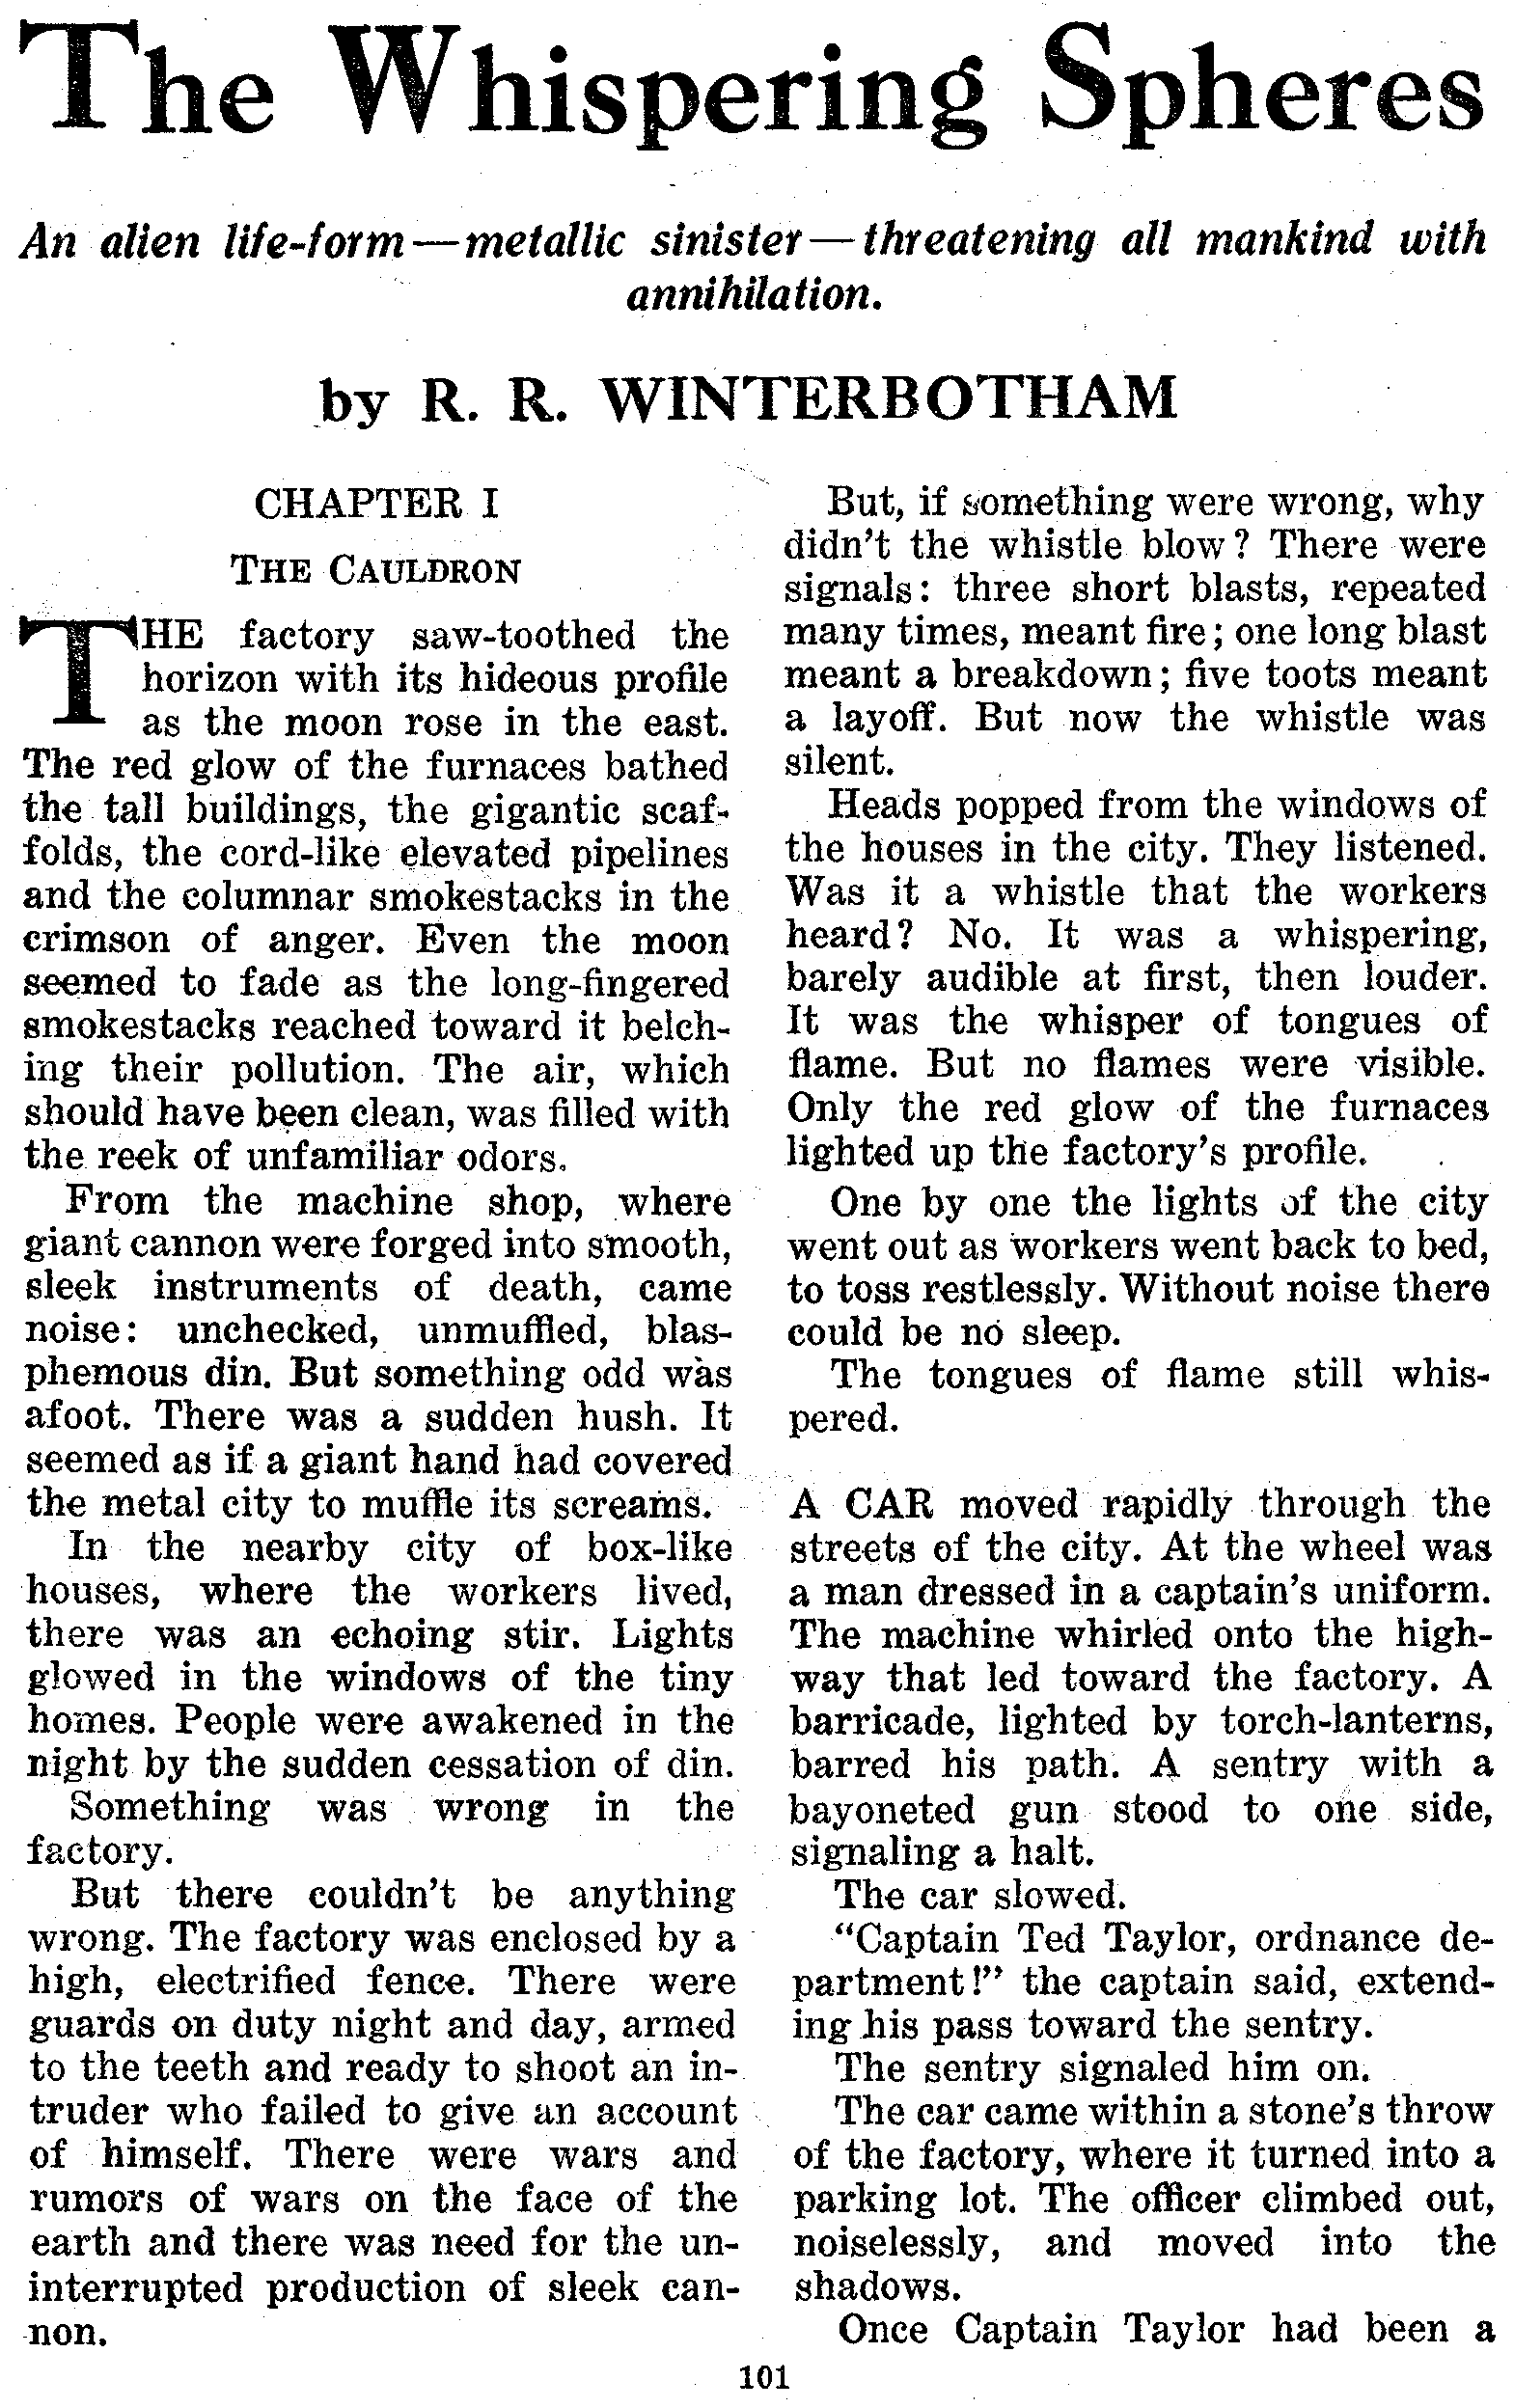 The Whispering Spheres
An alien life-form—metallic sinister—threatening all mankind with
annihilation.
by R. R. WINTERBOTHAM
CHAPTER I
THE CAULDRON
THE factory saw-toothed the
horizon with its hideous profile
as the moon rose in the east.
The red glow of the furnaces bathed
the tall buildings, the gigantic scaf-
folds, the cord-like elevated pipelines
and the columnar smokestacks in the
crimson of anger. Even the moon
seemed to fade as the long-fingered
smokestacks reached toward it belch-
ing their pollution. The air, which
should have been clean, was filled with
the reek of unfamiliar odors.
From the machine shop, where
giant cannon were forged into smooth,
sleek instruments of death, came
noise: unchecked, unmuffled, blas-
phemous din. But something odd was
afoot. There was a sudden hush. It
seemed as if a giant hand had covered
the metal city to muffle its screams.
In the nearby city of box-like
houses, where the workers lived,
there was an echoing stir. Lights
glowed in the windows of the tiny
homes. People were awakened in the
night by the sudden cessation of din.
Something was wrong in the
factory.
But there couldn't be anything
wrong. The factory was enclosed by a
high, electrified fence. There were
guards on duty night and day, armed
to the teeth and ready to shoot an in-
truder who failed to give an account
of himself. There were wars and
rumors of wars on the face of the
earth and there was need for the un-
interrupted production of sleek can-
non.
But, if something were wrong, why
didn't the whistle blow? There were
signals: three short blasts, repeated
many times, meant fire; one long blast
meant a breakdown; five toots meant
a layoff. But now the whistle was
silent.
Heads popped from the windows of
the houses in the city. They listened.
Was it a whistle that the workers
heard? No. It was a whispering,
barely audible at first, then louder.
It was the whisper of tongues of
flame. But no flames were visible.
Only the red glow of the furnaces
lighted up the factory's profile.
One by one the lights of the city
went out as workers went back to bed,
to toss restlessly. Without noise there
could be no sleep.
The tongues of flame still whis-
pered.
A CAR moved rapidly through the
streets of the city. At the wheel was
a man dressed in a captain's uniform.
The machine whirled onto the high-
way that led toward the factory. A
barricade, lighted by torch-lanterns,
barred his path. A sentry with a
bayoneted gun stood to one side,
signaling a halt.
The car slowed.
"Captain Ted Taylor, ordnance de-
partment!" the captain said, extend-
ing his pass toward the sentry.
The sentry signaled him on.
The car came within a stone's throw
of the factory, where it turned into a
parking lot. The officer climbed out,
noiselessly, and moved into the
shadows.
Once Captain Taylor had been a
101